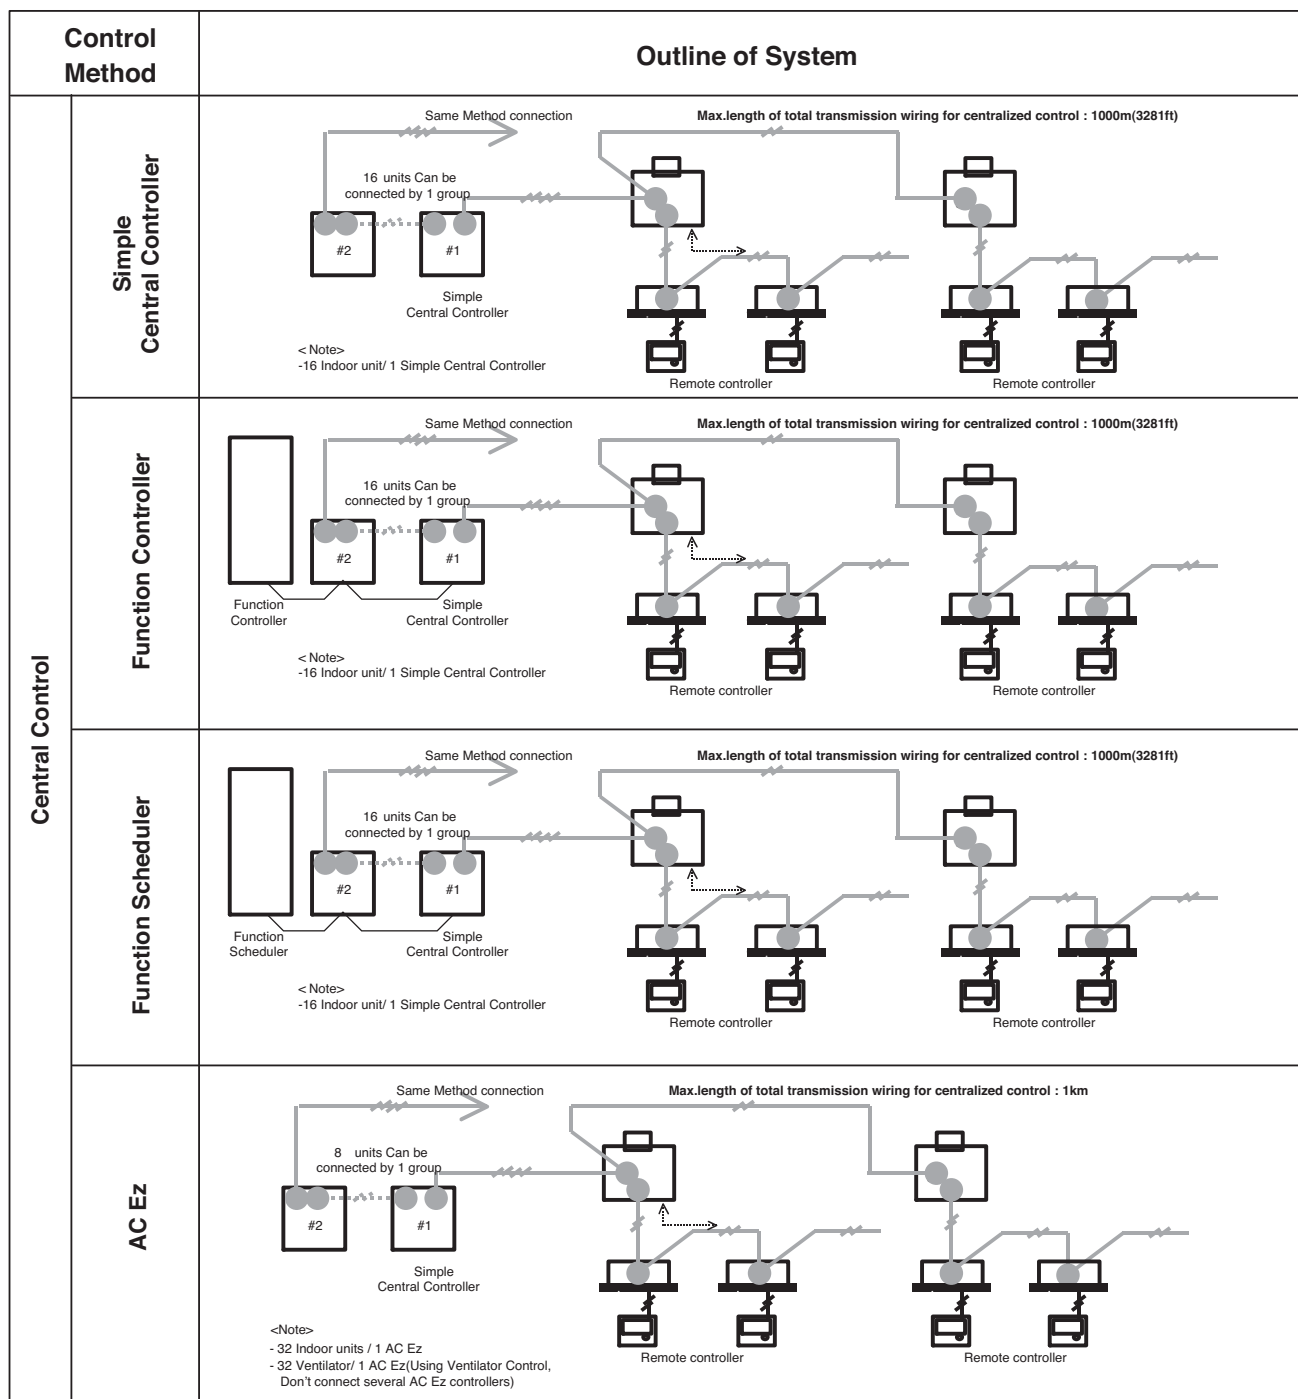 Control
Method
Outline of System
Central Control
Simple
Central Controller
Same Method connection
Max.length of total transmission wiring for centralized control : 1000m(3281ft)
16 units Can be
connected by 1 group
#2
#1
Simple
Central Controller
< Note>
-16 Indoor unit/ 1 Simple Central Controller
Remote controller
Remote controller
Function Controller
Same Method connection
Max.length of total transmission wiring for centralized control : 1000m(3281ft)
16 units Can be
connected by 1 group
#2
#1
Function
Controller
Simple
Central Controller
< Note>
-16 Indoor unit/ 1 Simple Central Controller
Remote controller
Remote controller
Function Scheduler
Same Method connection
Max.length of total transmission wiring for centralized control : 1000m(3281ft)
16 units Can be
connected by 1 group
#2
#1
Function
Scheduler
Simple
Central Controller
< Note>
-16 Indoor unit/ 1 Simple Central Controller
Remote controller
Remote controller
AC Ez
Same Method connection
Max.length of total transmission wiring for centralized control : 1km
8 units Can be
connected by 1 group
#2
#1
Simple
Central Controller
<Note>
- 32 Indoor units / 1 AC Ez
- 32 Ventilator/ 1 AC Ez(Using Ventilator Control,
Don't connect several AC Ez controllers)
Remote controller
Remote controller